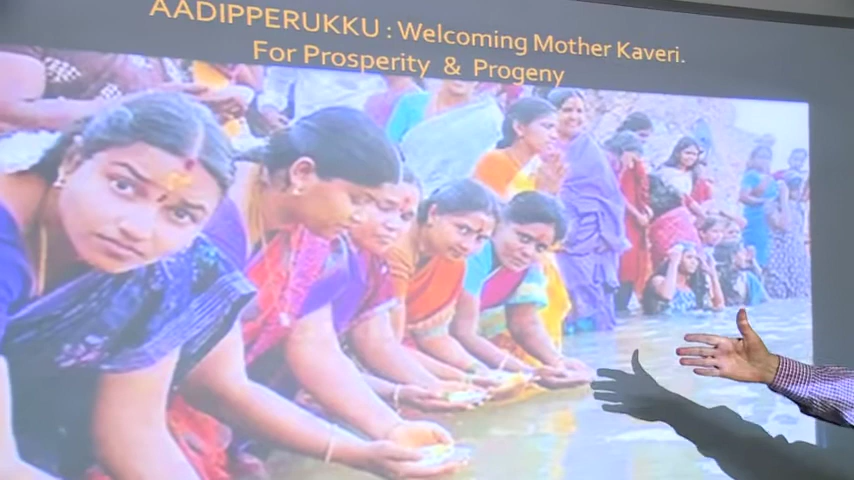 AADIPPERUKKU : Welcoming Mother Kaveri.
For Prosperity & Progeny